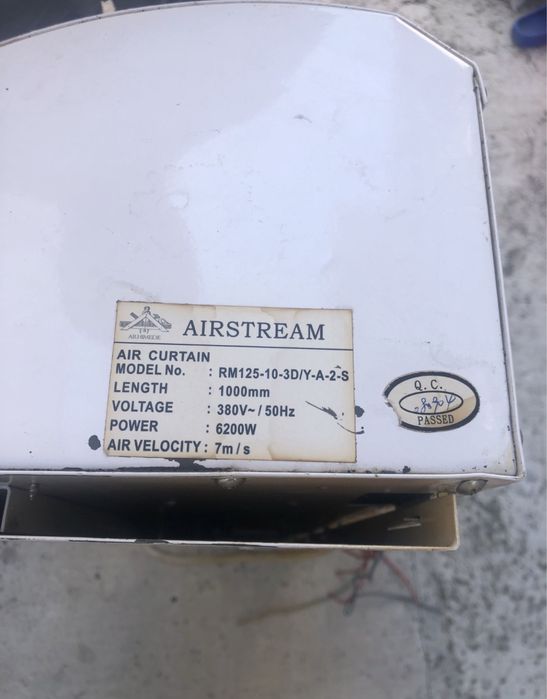 AIRSTREAM
AIR CURTAIN
MODEL No. : RM125-10-3D/Y-A-2-S
LENGTH : 1000mm
VOLTAGE : 380V~/50Hz
POWER : 6200W
AIR VELOCITY : 7m/s
Q.C.
PASSED